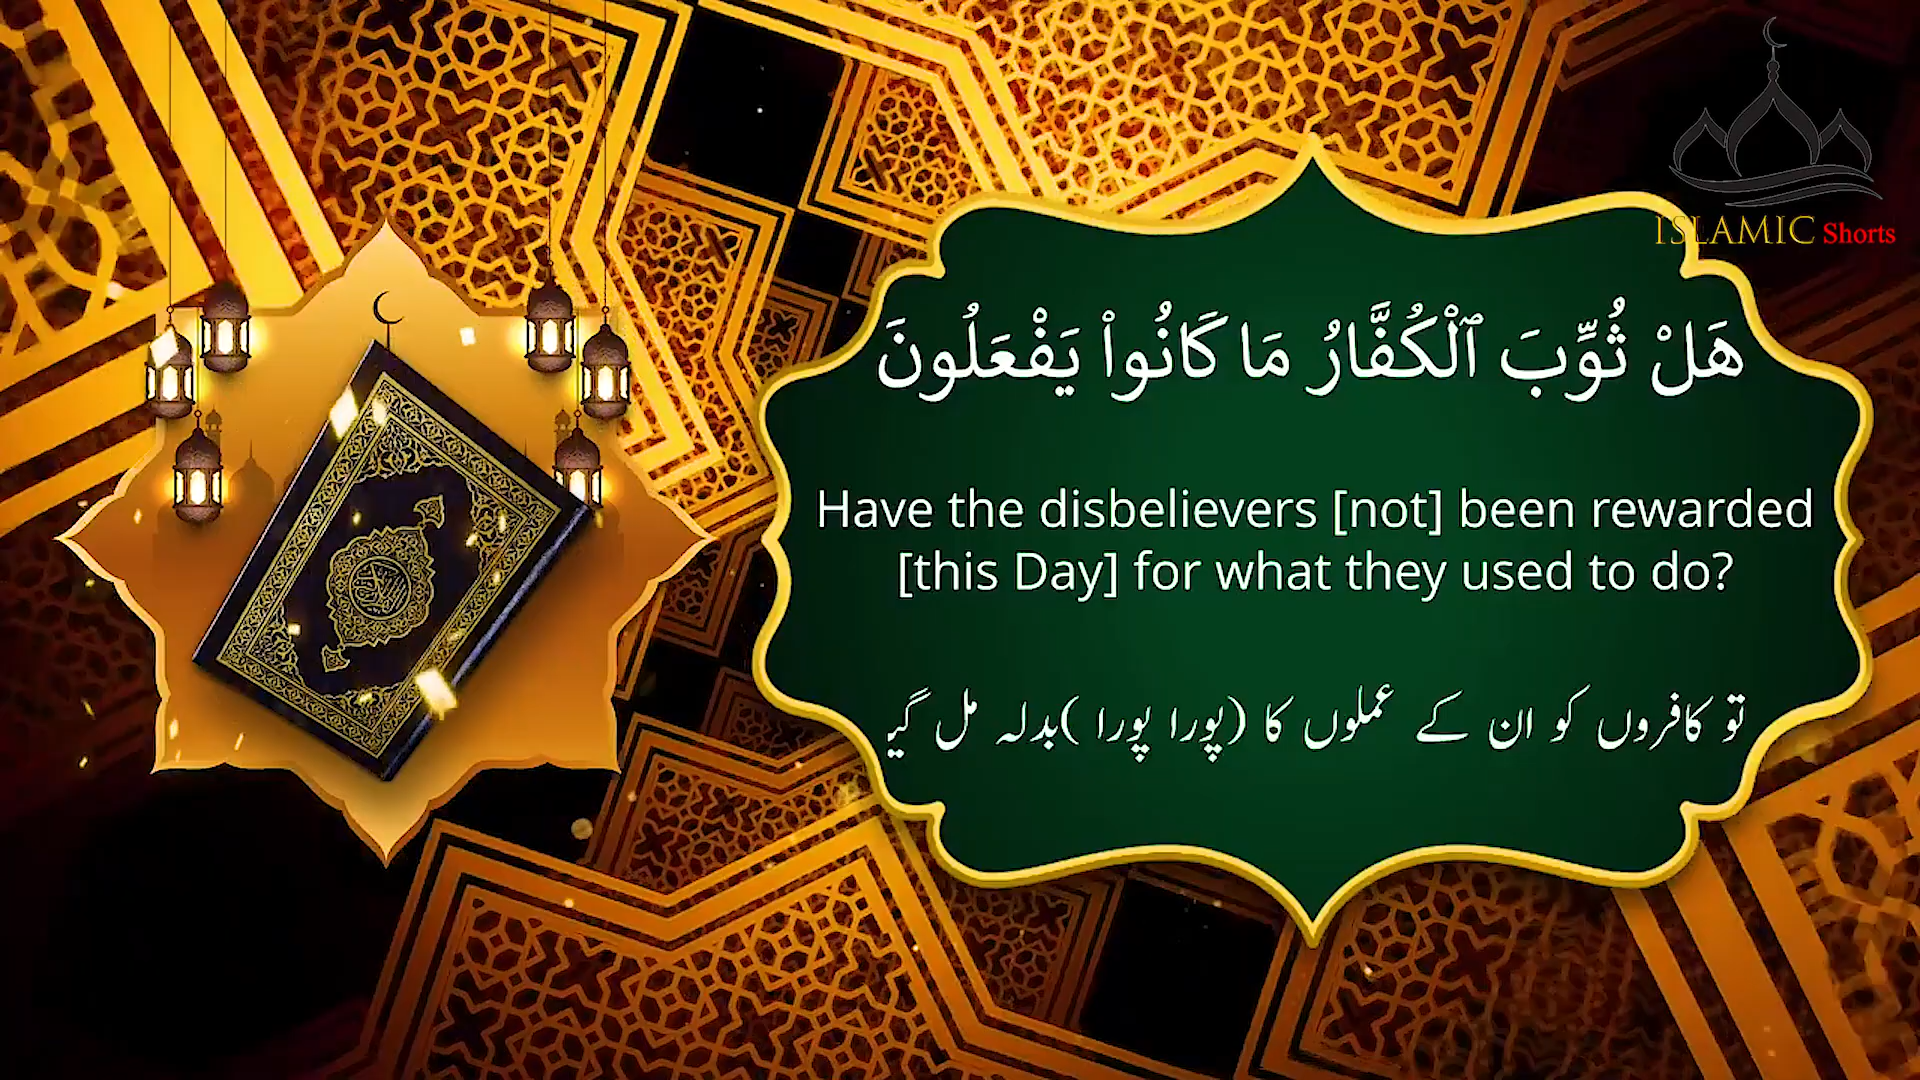 ISLAMIC Shorts
هَلْ ثُوِّبَ ٱلْكُفَّارُ مَا كَانُوا۟ يَفْعَلُونَ
Have the disbelievers [not] been rewarded
[this Day] for what they used to do?
تو کافروں کو ان کے عملوں کا (پورا پورا )بدلہ مل گیا